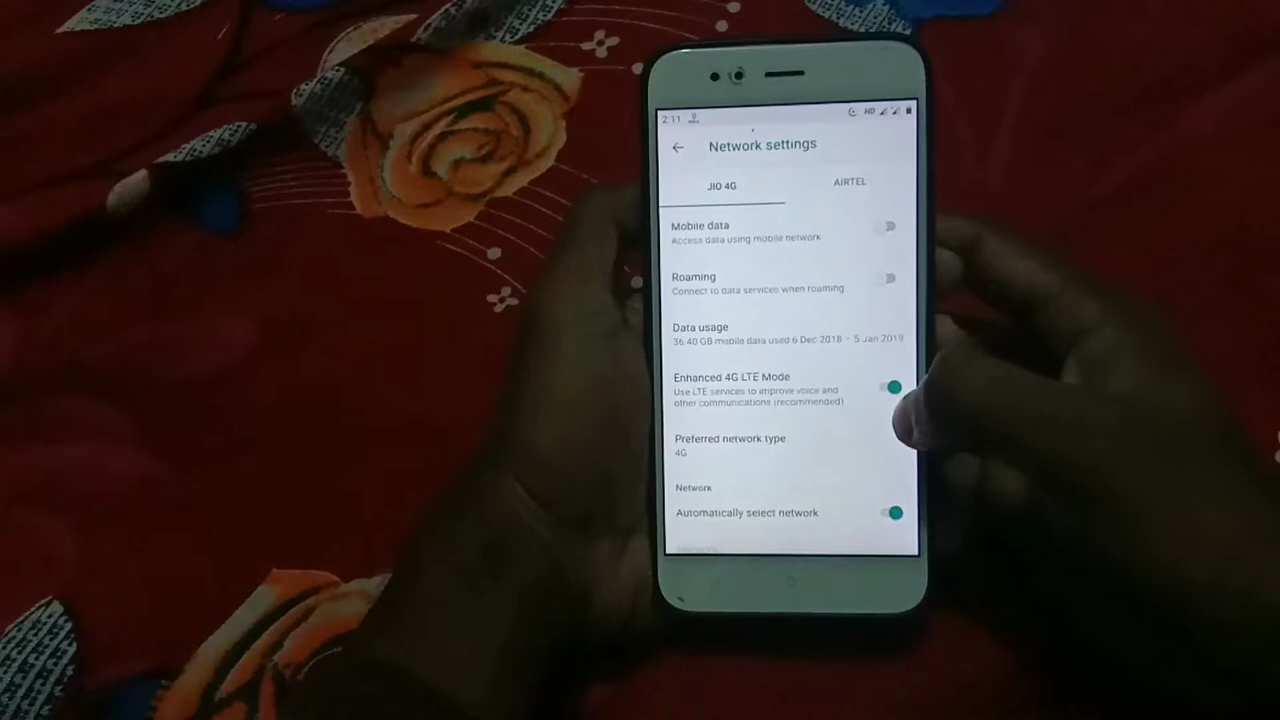 2:11 HD
Network settings
JIO 4G AIRTEL
Mobile data
Access data using mobile network
Roaming
Connect to data services when roaming
Data usage
36.40 GB mobile data used 6 Dec 2018 - 5 Jan 2019
Enhanced 4G LTE Mode
Use LTE services to improve voice and
other communications (recommended)
Preferred network type
4G
Network
Automatically select network